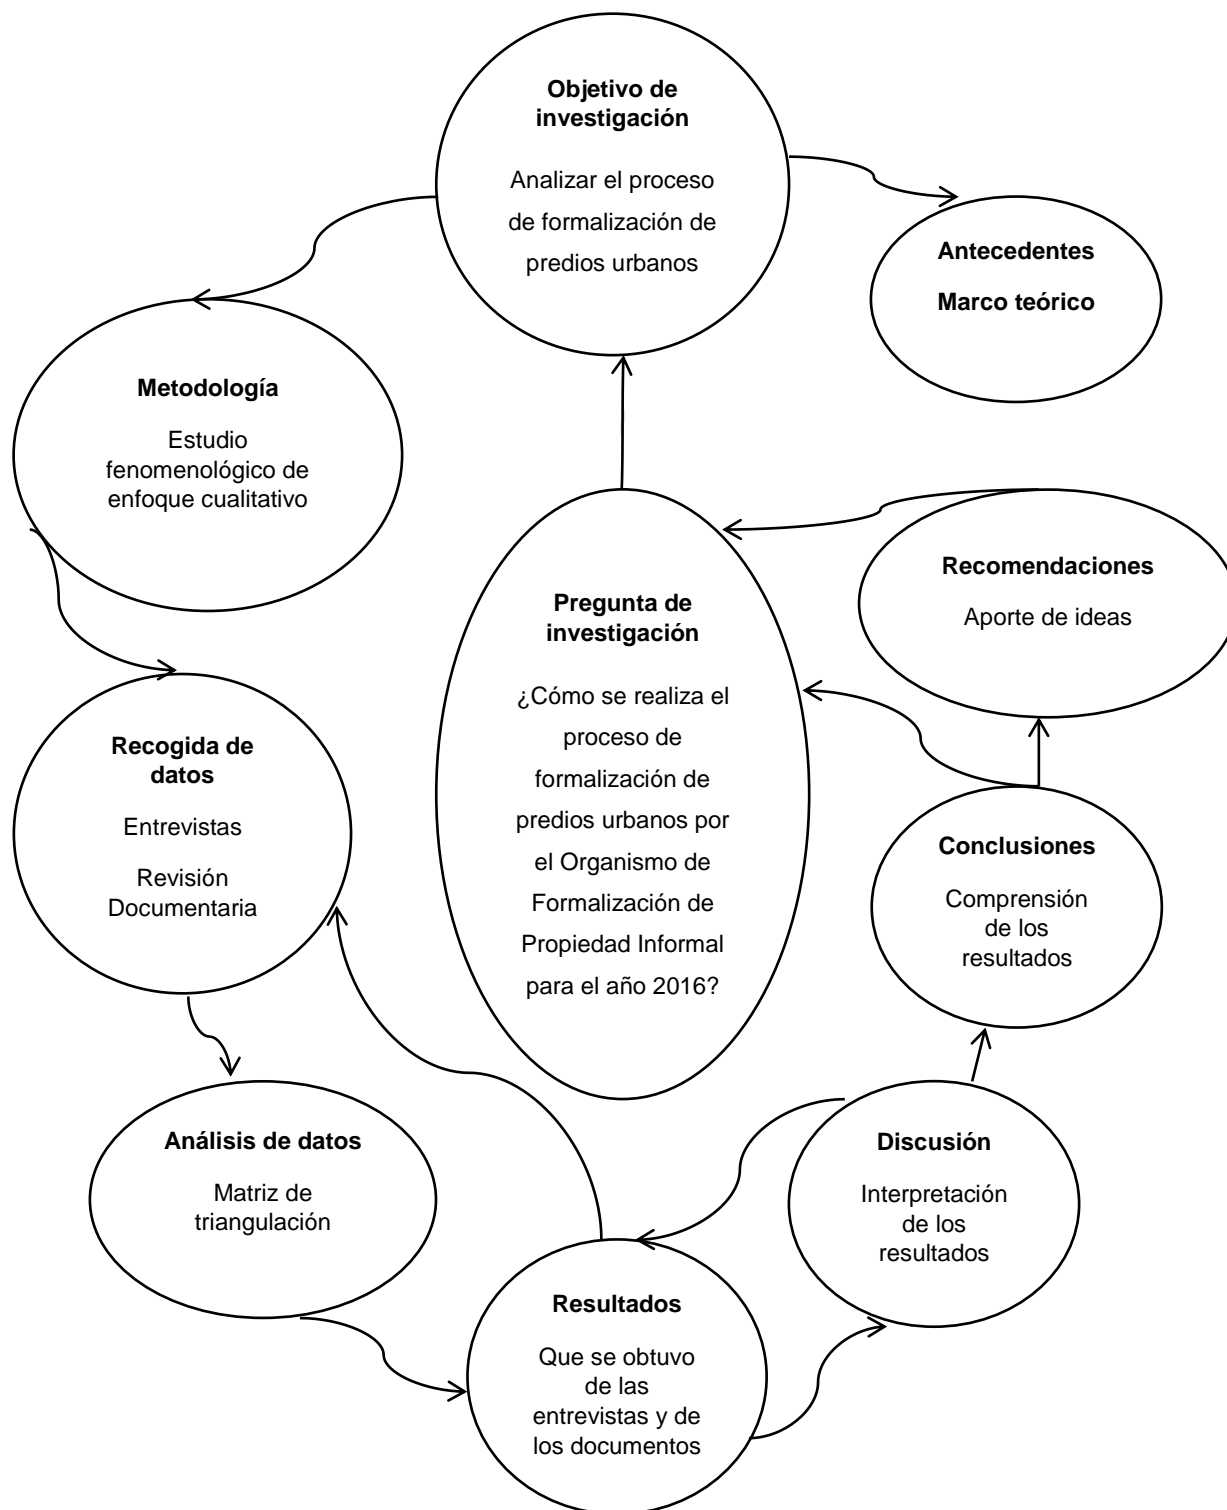 Objetivo de
investigación
Analizar el proceso
de formalización de
predios urbanos
Antecedentes
Marco teórico
Metodología
Estudio
fenomenológico de
enfoque cualitativo
Pregunta de
investigación
¿Cómo se realiza el
proceso de
formalización de
predios urbanos por
el Organismo de
Formalización de
Propiedad Informal
para el año 2016?
Recomendaciones
Aporte de ideas
Recogida de
datos
Entrevistas
Revisión
Documentaria
Conclusiones
Comprensión
de los
resultados
Análisis de datos
Matriz de
triangulación
Discusión
Interpretación
de los
resultados
Resultados
Que se obtuvo
de las
entrevistas y de
los documentos